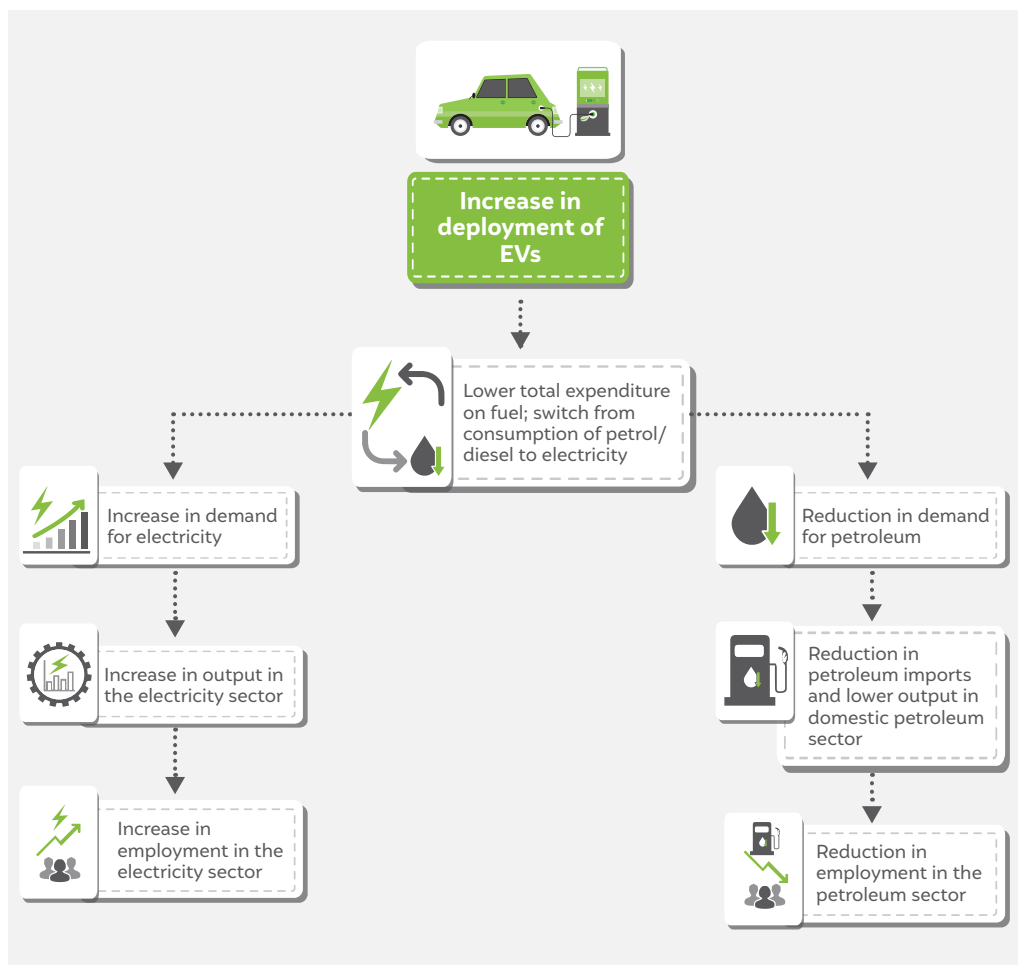 Increase in
deployment of
EVs
Lower total expenditure
on fuel; switch from
consumption of petrol/
diesel to electricity
Increase in demand
for electricity
Reduction in demand
for petroleum
Increase in output in
the electricity sector
Reduction in
petroleum imports
and lower output in
domestic petroleum
sector
Increase in
employment in the
electricity sector
Reduction in
employment in the
petroleum sector